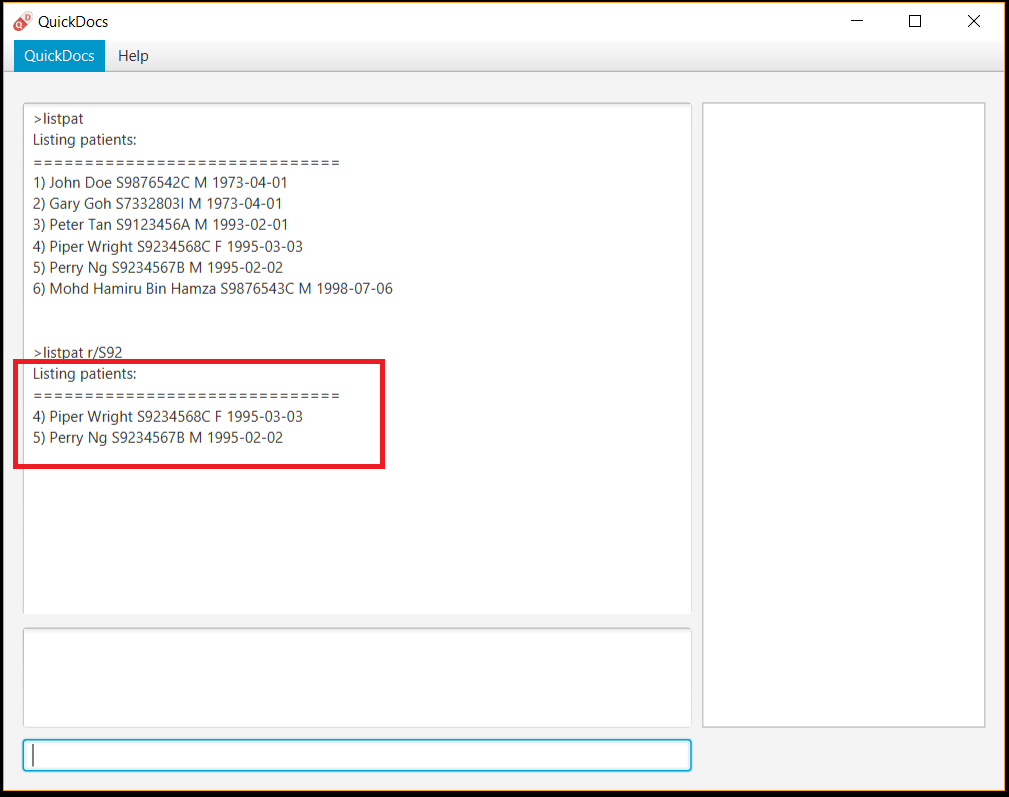 QuickDocs
QuickDocs Help
>listpat
Listing patients:
==============================
1) John Doe S9876542C M 1973-04-01
2) Gary Goh S7332803I M 1973-04-01
3) Peter Tan S9123456A M 1993-02-01
4) Piper Wright S9234568C F 1995-03-03
5) Perry Ng S9234567B M 1995-02-02
6) Mohd Hamiru Bin Hamza S9876543C M 1998-07-06
>listpat r/S92
Listing patients:
==============================
4) Piper Wright S9234568C F 1995-03-03
5) Perry Ng S9234567B M 1995-02-02